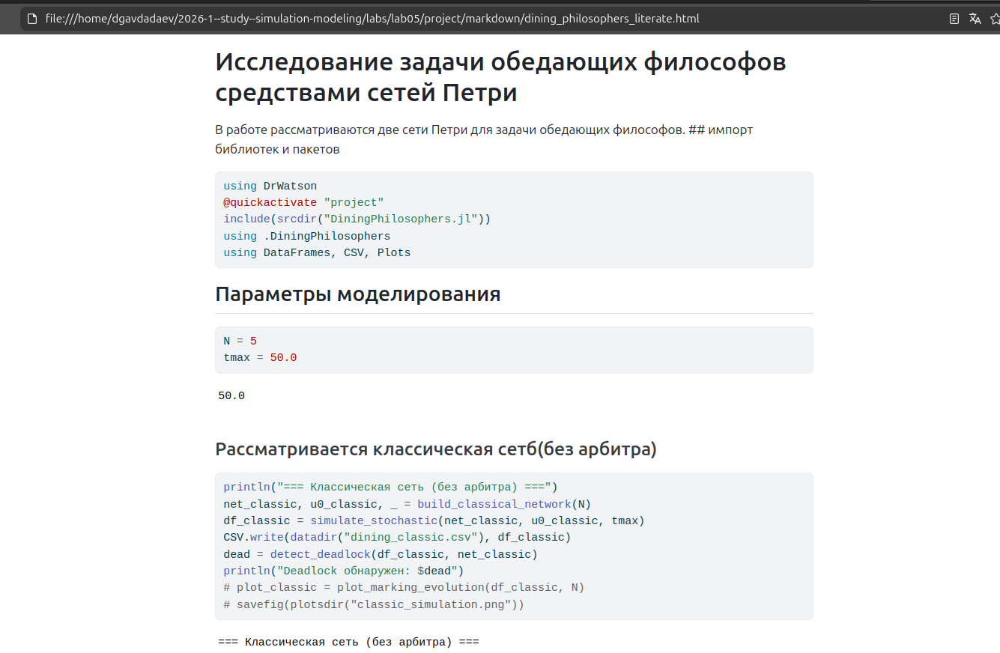 file:///home/dgavdadaev/2026-1--study--simulation-modeling/labs/lab05/project/markdown/dining_philosophers_literate.html
Исследование задачи обедающих философов
средствами сетей Петри
В работе рассматриваются две сети Петри для задачи обедающих философов. ## импорт
библиотек и пакетов
using DrWatson
@quickactivate "project"
include(srcdir("DiningPhilosophers.jl"))
using .DiningPhilosophers
using DataFrames, CSV, Plots
Параметры моделирования
N = 5
tmax = 50.0
50.0
Рассматривается классическая сетб(без арбитра)
println("=== Классическая сеть (без арбитра) ===")
net_classic, u0_classic, _ = build_classical_network(N)
df_classic = simulate_stochastic(net_classic, u0_classic, tmax)
CSV.write(datadir("dining_classic.csv"), df_classic)
dead = detect_deadlock(df_classic, net_classic)
println("Deadlock обнаружен: $dead")
# plot_classic = plot_marking_evolution(df_classic, N)
# savefig(plotsdir("classic_simulation.png"))
=== Классическая сеть (без арбитра) ===